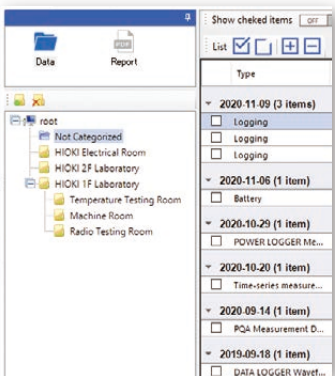 Data
PDF
Report
root
Not Categorized
HIOKI Electrical Room
HIOKI 2F Laboratory
HIOKI 1F Laboratory
Temperature Testing Room
Machine Room
Radio Testing Room
Show cheked items OFF
List
Type
2020-11-09 (3 items)
Logging
Logging
Logging
2020-11-06 (1 item)
Battery
2020-10-29 (1 item)
POWER LOGGER Me...
2020-10-20 (1 item)
Time-series measure...
2020-09-14 (1 item)
PQA Measurement D...
2019-09-18 (1 item)
DATA LOGGER Wavef...